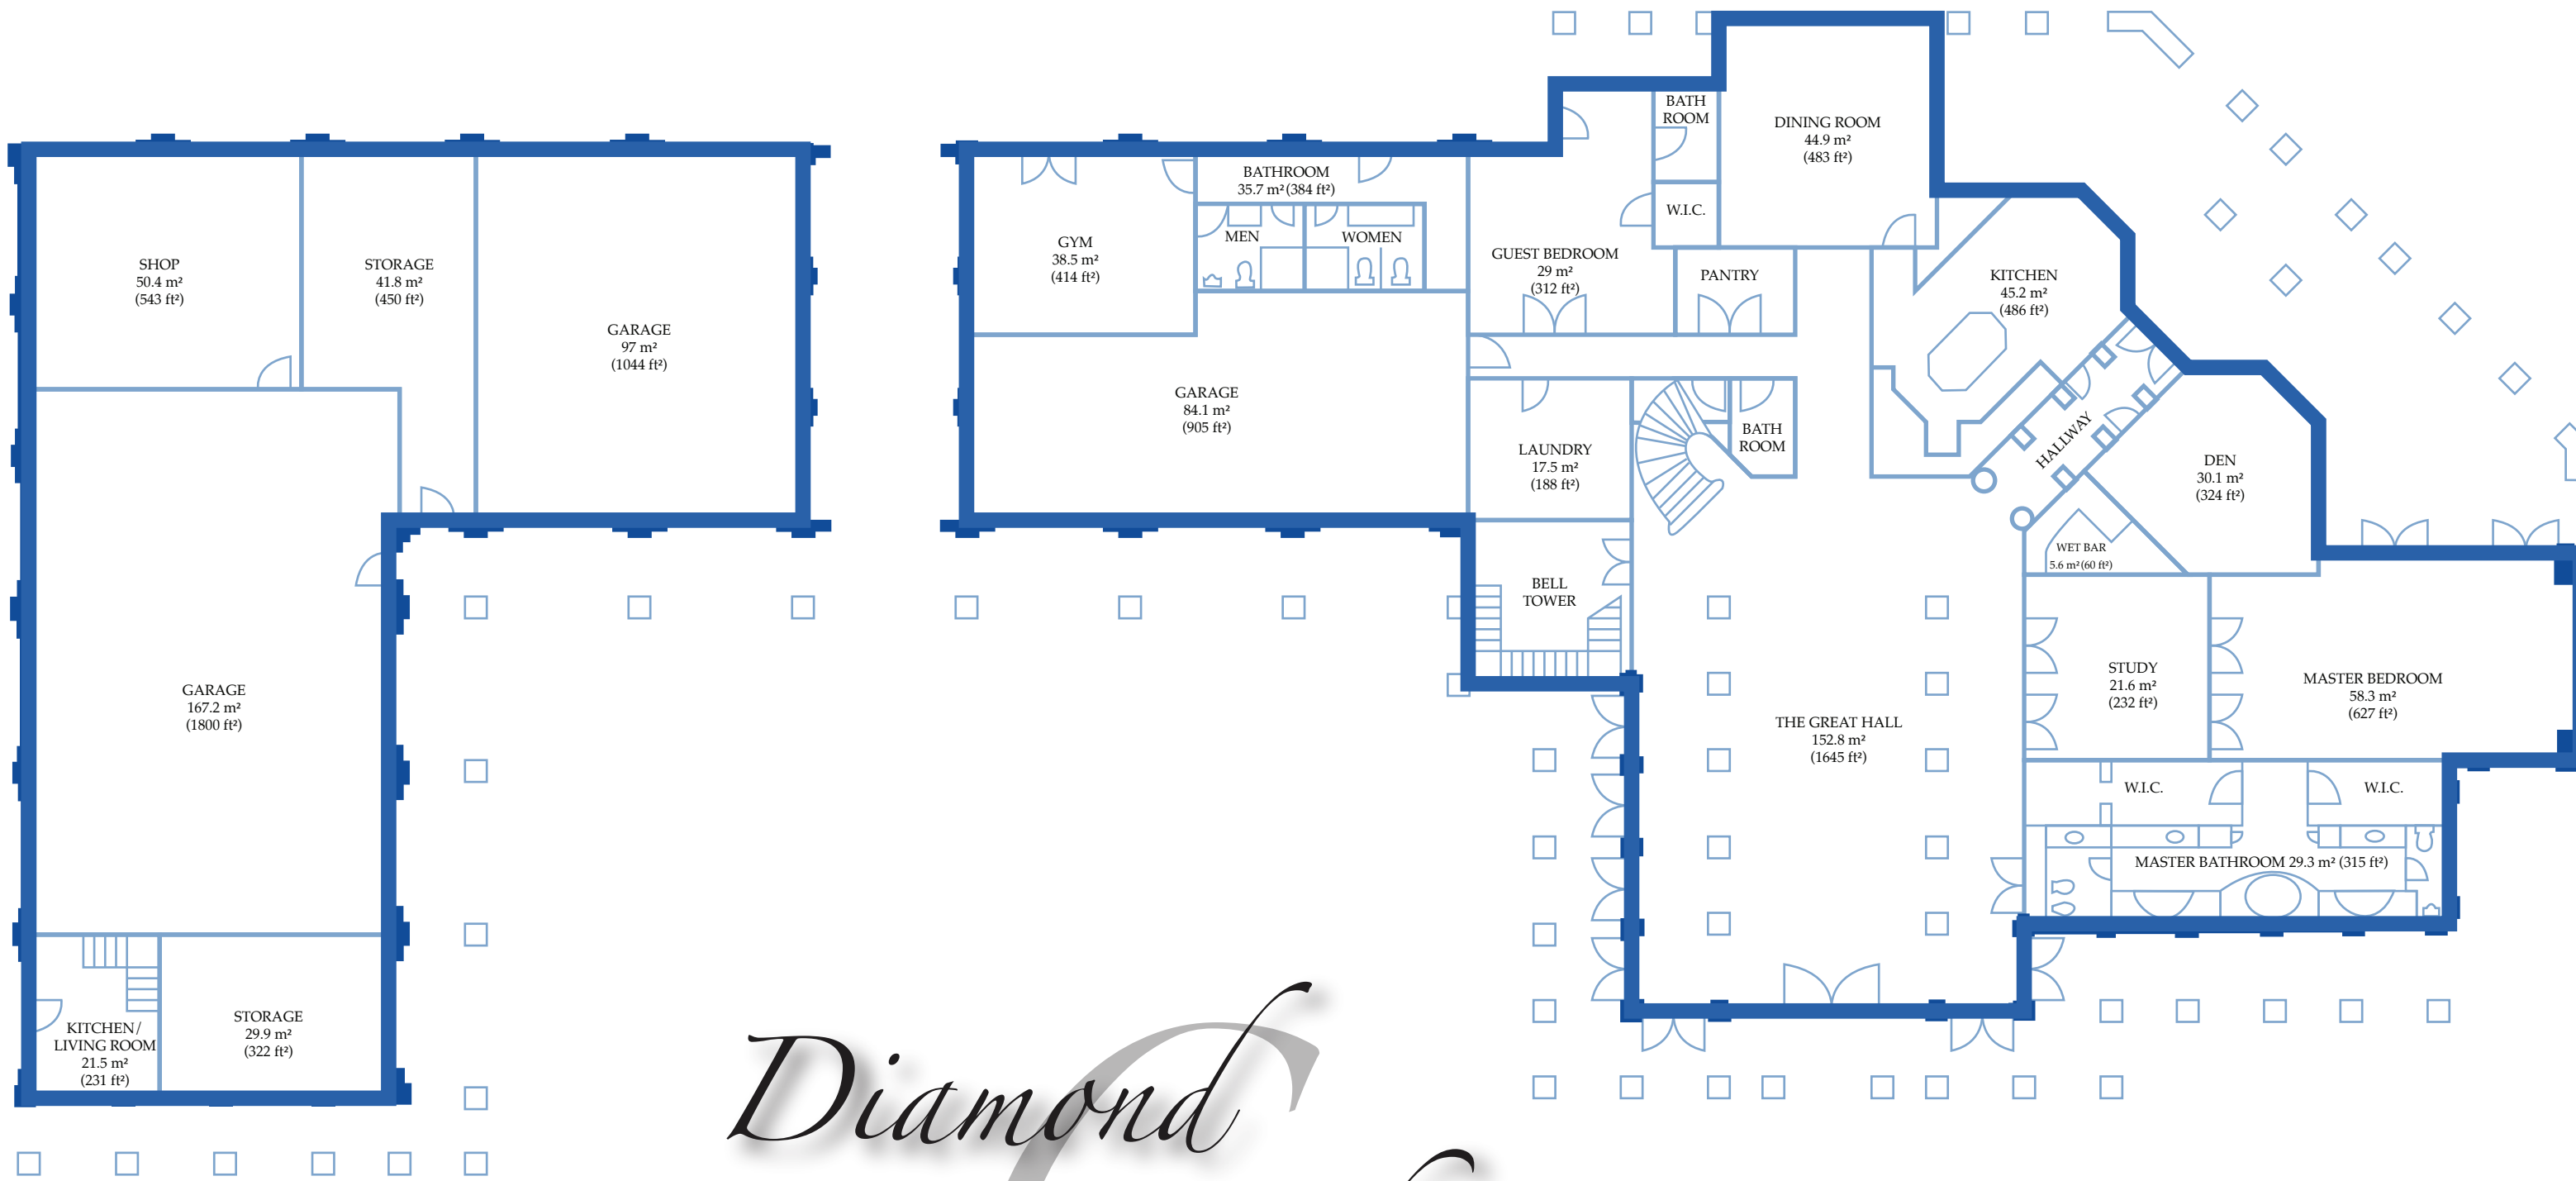 SHOP
50.4 m²
(543 ft²)
STORAGE
41.8 m²
(450 ft²)
GARAGE
97 m²
(1044 ft²)
GARAGE
167.2 m²
(1800 ft²)
KITCHEN/
LIVING ROOM
21.5 m²
(231 ft²)
STORAGE
29.9 m²
(322 ft²)
GYM
38.5 m²
(414 ft²)
BATHROOM
35.7 m² (384 ft²)
MEN
WOMEN
GARAGE
84.1 m²
(905 ft²)
BATH
ROOM
W.I.C.
GUEST BEDROOM
29 m²
(312 ft²)
PANTRY
DINING ROOM
44.9 m²
(483 ft²)
KITCHEN
45.2 m²
(486 ft²)
LAUNDRY
17.5 m²
(188 ft²)
BATH
ROOM
HALLWAY
DEN
30.1 m²
(324 ft²)
WET BAR
5.6 m² (60 ft²)
BELL
TOWER
THE GREAT HALL
152.8 m²
(1645 ft²)
STUDY
21.6 m²
(232 ft²)
MASTER BEDROOM
58.3 m²
(627 ft²)
W.I.C.
W.I.C.
MASTER BATHROOM 29.3 m² (315 ft²)
Diamond